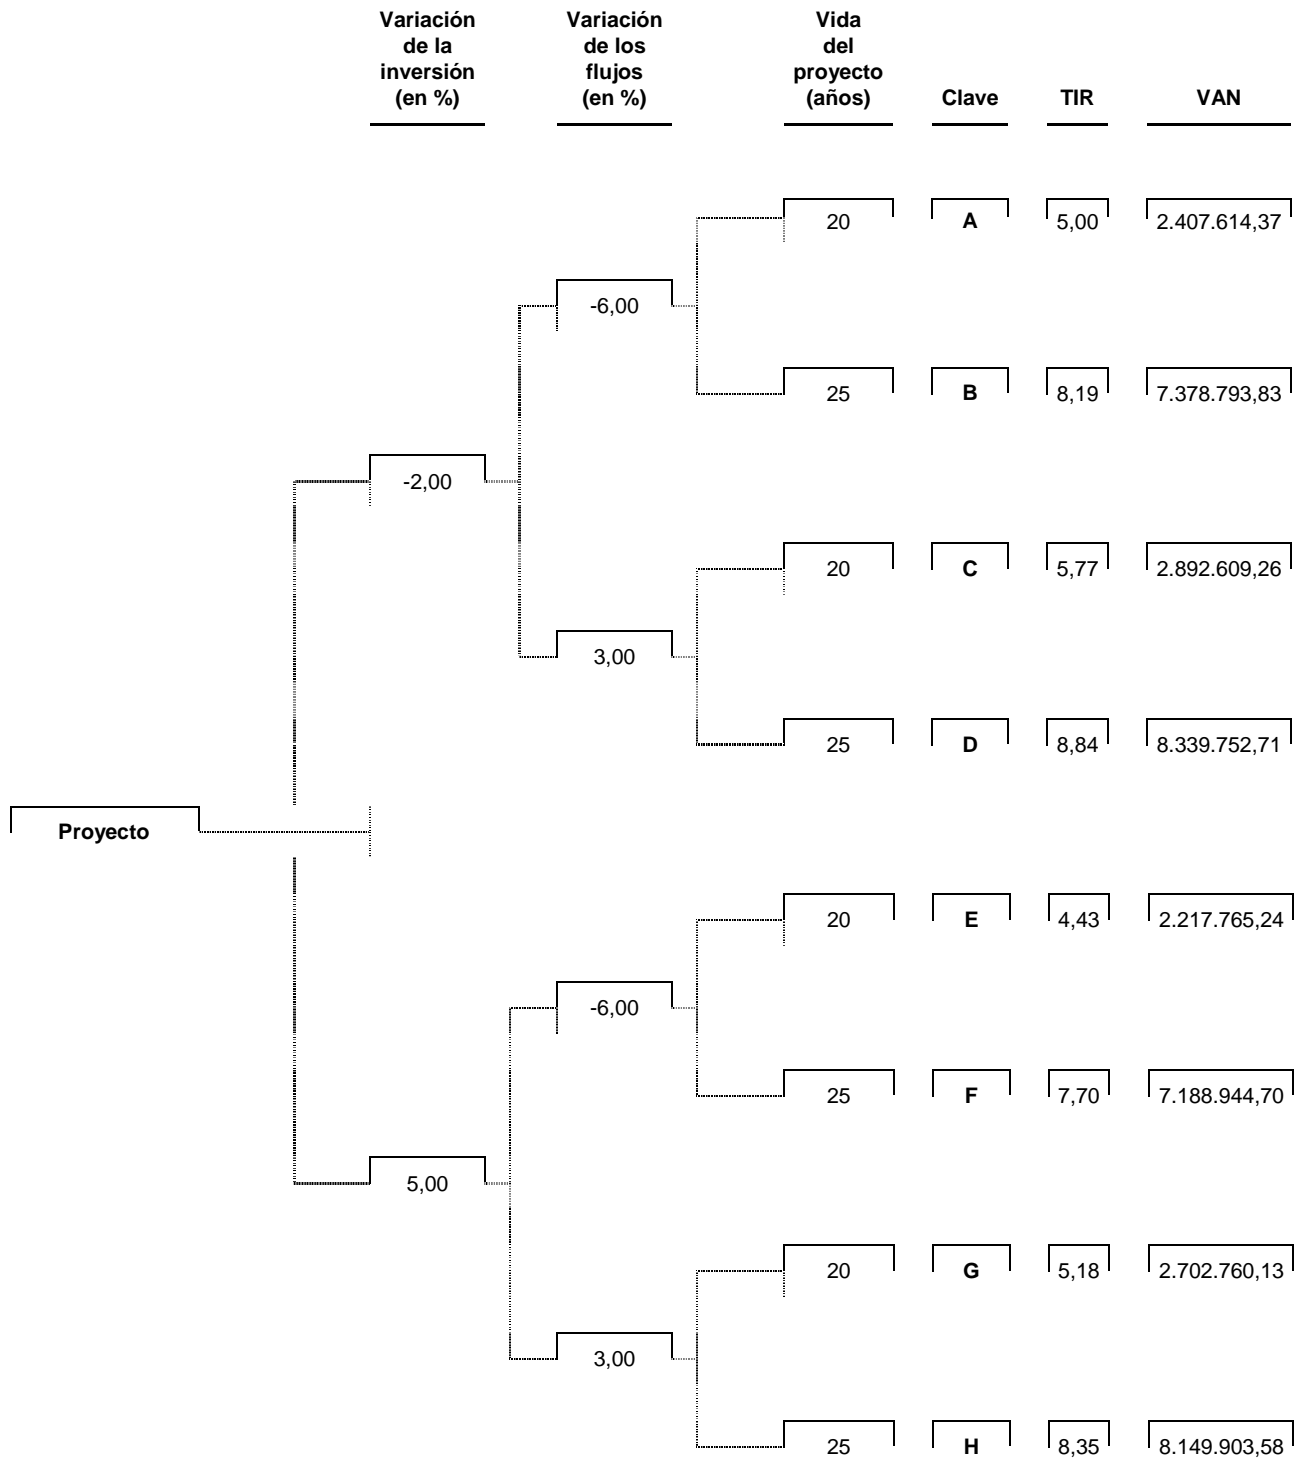 Variación
de la
inversión
(en %)
Variación
de los
flujos
(en %)
Vida
del
proyecto
(años)
Clave
TIR
VAN
20 A 5,00 2.407.614,37
-6,00
25 B 8,19 7.378.793,83
-2,00
20 C 5,77 2.892.609,26
3,00
25 D 8,84 8.339.752,71
Proyecto
20 E 4,43 2.217.765,24
-6,00
25 F 7,70 7.188.944,70
5,00
20 G 5,18 2.702.760,13
3,00
25 H 8,35 8.149.903,58